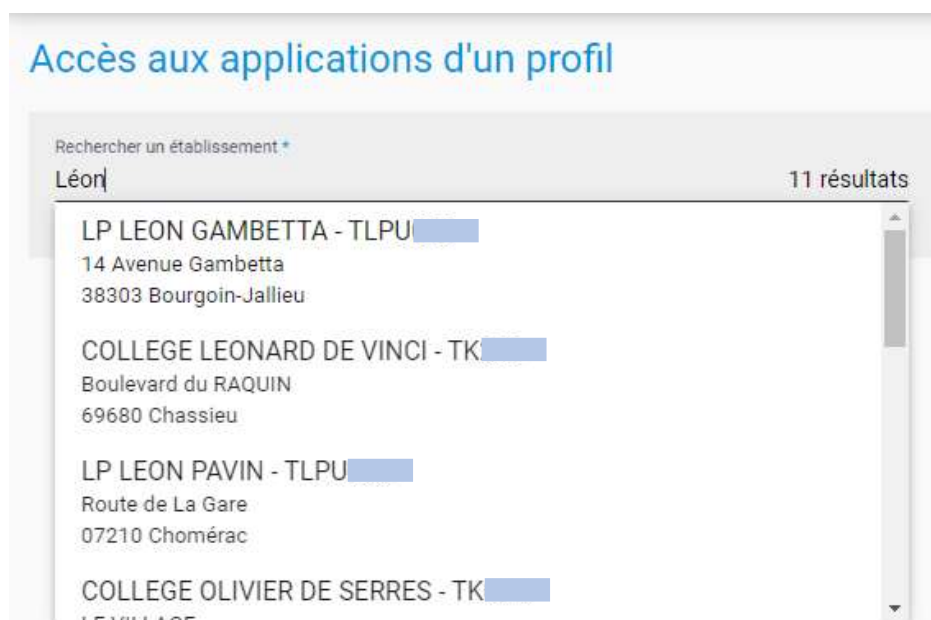 Accès aux applications d'un profil
Rechercher un établissement *
Léon 11 résultats
LP LEON GAMBETTA - TLPU
14 Avenue Gambetta
38303 Bourgoin-Jallieu
COLLEGE LEONARD DE VINCI - TK
Boulevard du RAQUIN
69680 Chassieu
LP LEON PAVIN - TLPU
Route de La Gare
07210 Chomérac
COLLEGE OLIVIER DE SERRES - TK
LE VILLAGE